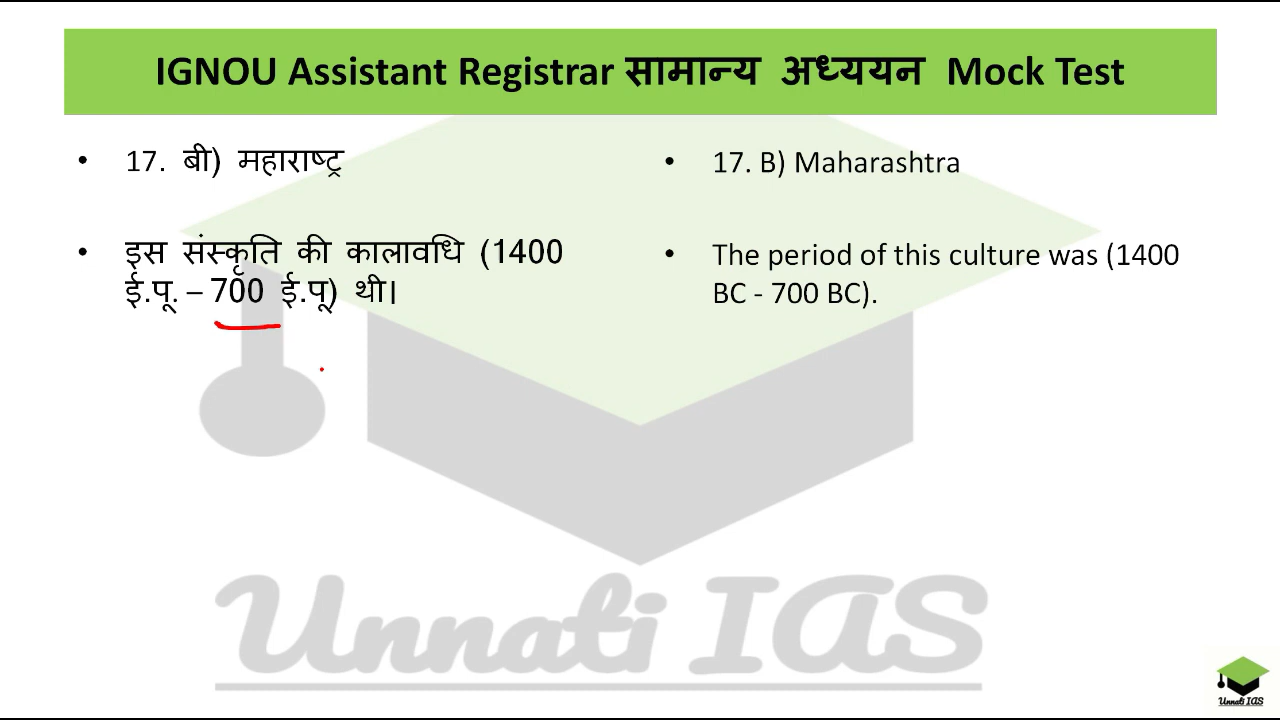 IGNOU Assistant Registrar सामान्य अध्ययन Mock Test
• 17. बी) महाराष्ट्र
• इस संस्कृति की कालावधि (1400
ई.पू. – 700 ई.पू) थी।
• 17. B) Maharashtra
• The period of this culture was (1400
BC - 700 BC).
Unnati IAS
Unnati IAS